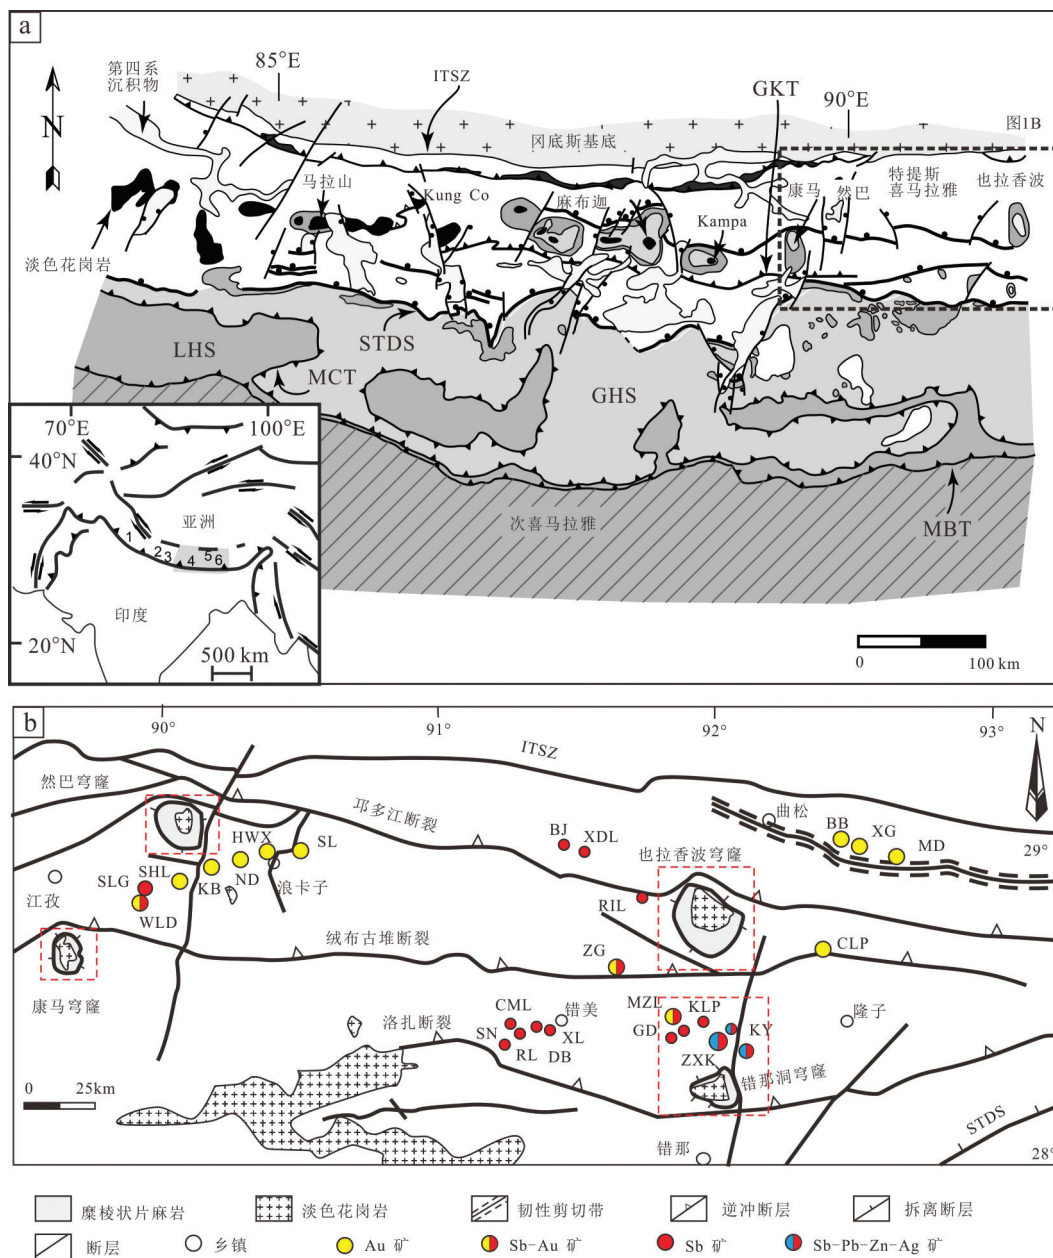 a
85°E
第四系
沉积物
ITSZ
GKT
90°E
N
冈底斯基底
图1B
马拉山
Kung Co
麻布迦
Kampa
康马
然巴
特提斯
喜马拉雅
也拉香波
淡色花岗岩
LHS
STDS
MCT
GHS
次喜马拉雅
MBT
70°E
100°E
40°N
亚洲
1
2
3
4
5
6
印度
20°N
500 km
0
100 km
b
90°
91°
92°
93°
N
ITSZ
然巴穹窿
邛多江断裂
曲松
BB
XG
MD
29°
HWX
SL
BJ
XDL
也拉香波穹窿
SHL
SLG
KB
ND
浪卡子
江孜
WLD
RIL
绒布古堆断裂
ZG
CLP
康马穹窿
MZL
KLP
CML
错美
GD
KY
隆子
洛扎断裂
SN
RL
XL
DB
ZXK
错那洞穹窿
0 25km
STDS
错那
28°
糜棱状片麻岩
淡色花岗岩
韧性剪切带
逆冲断层
拆离断层
断层
乡镇
Au 矿
Sb-Au 矿
Sb 矿
Sb-Pb-Zn-Ag 矿